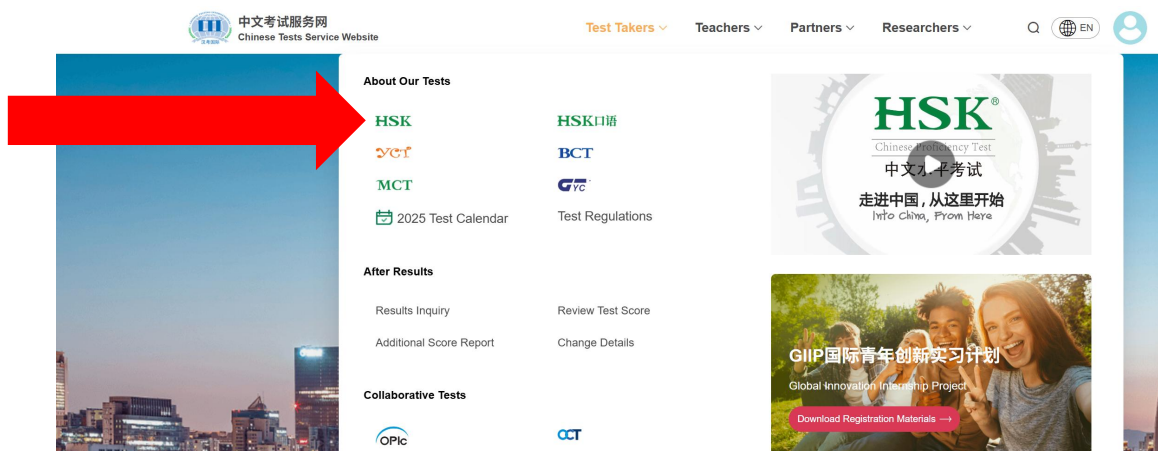 中文考试服务网
Chinese Tests Service Website
Test Takers
Teachers
Partners
Researchers
EN
About Our Tests
HSK
HSK口语
YCT
BCT
MCT
GYC
2025 Test Calendar
Test Regulations
After Results
Results Inquiry
Review Test Score
Additional Score Report
Change Details
Collaborative Tests
OPIc
OCT
HSK®
Chinese Proficiency Test
中文水平考试
走进中国,从这里开始
Into China, From Here
GIIP国际青年创新实习计划
Global Innovation Internship Project
Download Registration Materials →